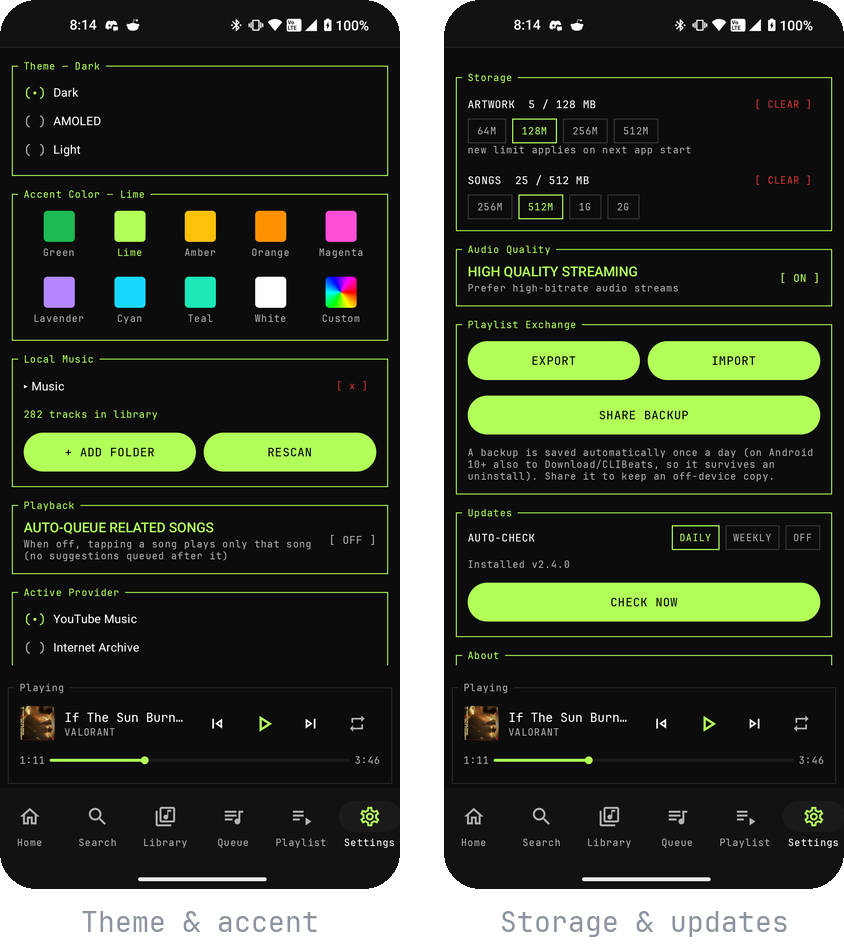 8:14
Vo LTE
100%
Theme — Dark
(•) Dark
( ) AMOLED
( ) Light
Accent Color — Lime
Green Lime Amber Orange Magenta
Lavender Cyan Teal White Custom
Local Music
▸ Music [ x ]
282 tracks in library
+ ADD FOLDER RESCAN
Playback
AUTO-QUEUE RELATED SONGS
When off, tapping a song plays only that song
(no suggestions queued after it)
[ OFF ]
Active Provider
(•) YouTube Music
( ) Internet Archive
Playing
If The Sun Burn…
VALORANT
1:11 3:46
Home Search Library Queue Playlist Settings
Theme & accent
8:14
Vo LTE
100%
Storage
ARTWORK 5 / 128 MB [ CLEAR ]
64M 128M 256M 512M
new limit applies on next app start
SONGS 25 / 512 MB [ CLEAR ]
256M 512M 1G 2G
Audio Quality
HIGH QUALITY STREAMING
Prefer high-bitrate audio streams
[ ON ]
Playlist Exchange
EXPORT IMPORT
SHARE BACKUP
A backup is saved automatically once a day (on Android
10+ also to Download/CLIBeats, so it survives an
uninstall). Share it to keep an off-device copy.
Updates
AUTO-CHECK DAILY WEEKLY OFF
Installed v2.4.0
CHECK NOW
About
Playing
If The Sun Burn…
VALORANT
1:11 3:46
Home Search Library Queue Playlist Settings
Storage & updates